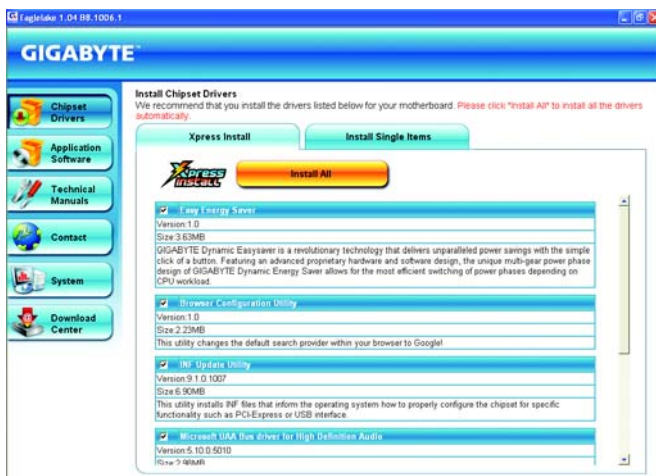 Eaglelake 1.04 B8.1006.1
GIGABYTE™
Chipset
Drivers
Application
Software
Technical
Manuals
Contact
System
Download
Center
Install Chipset Drivers
We recommend that you install the drivers listed below for your motherboard. Please click "Install All" to install all the drivers
automatically.
Xpress Install
Install Single Items
Xpress
Install
Install All
Easy Energy Saver
Version:1.0
Size:3.63MB
GIGABYTE Dynamic Easysaver is a revolutionary technology that delivers unparalleled power savings with the simple
click of a button. Featuring an advanced proprietary hardware and software design, the unique multi-gear power phase
design of GIGABYTE Dynamic Energy Saver allows for the most efficient switching of power phases depending on
CPU workload.
Browser Configuration Utility
Version:1.0
Size:2.23MB
This utility changes the default search provider within your browser to Google!
INF Update Utility
Version:9.1.0.1007
Size:6.90MB
This utility installs INF files that inform the operating system how to properly configure the chipset for specific
functionality such as PCI-Express or USB interface.
Microsoft UAA Bus driver for High Definition Audio
Version:5.10.0.5010
Size:2.98MB